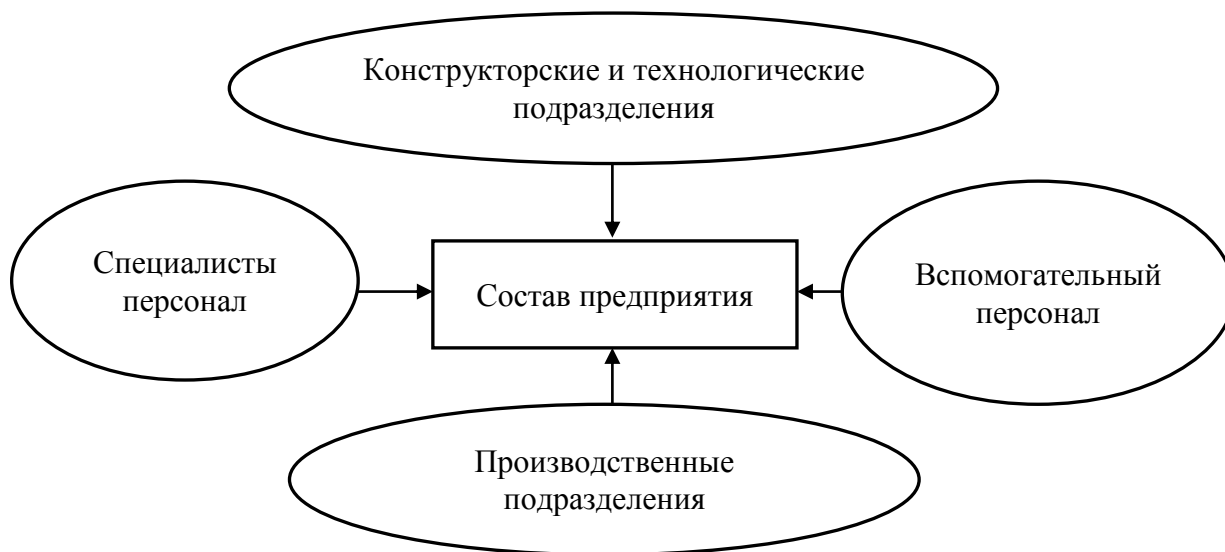 Конструкторские и технологические
подразделения
Специалисты
персонал
Состав предприятия
Вспомогательный
персонал
Производственные
подразделения